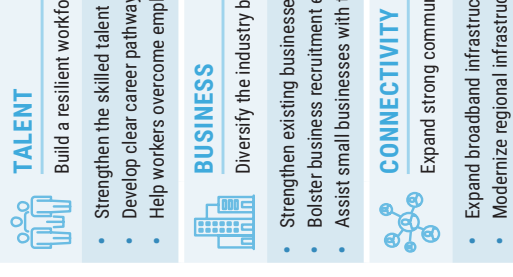 TALENT
Build a resilient workfo
• Strengthen the skilled talent
• Develop clear career pathway
• Help workers overcome empl
BUSINESS
Diversify the industry b
• Strengthen existing businesse
• Bolster business recruitment e
• Assist small businesses with
CONNECTIVITY
Expand strong commu
• Expand broadband infrastruc
• Modernize regional infrastruc